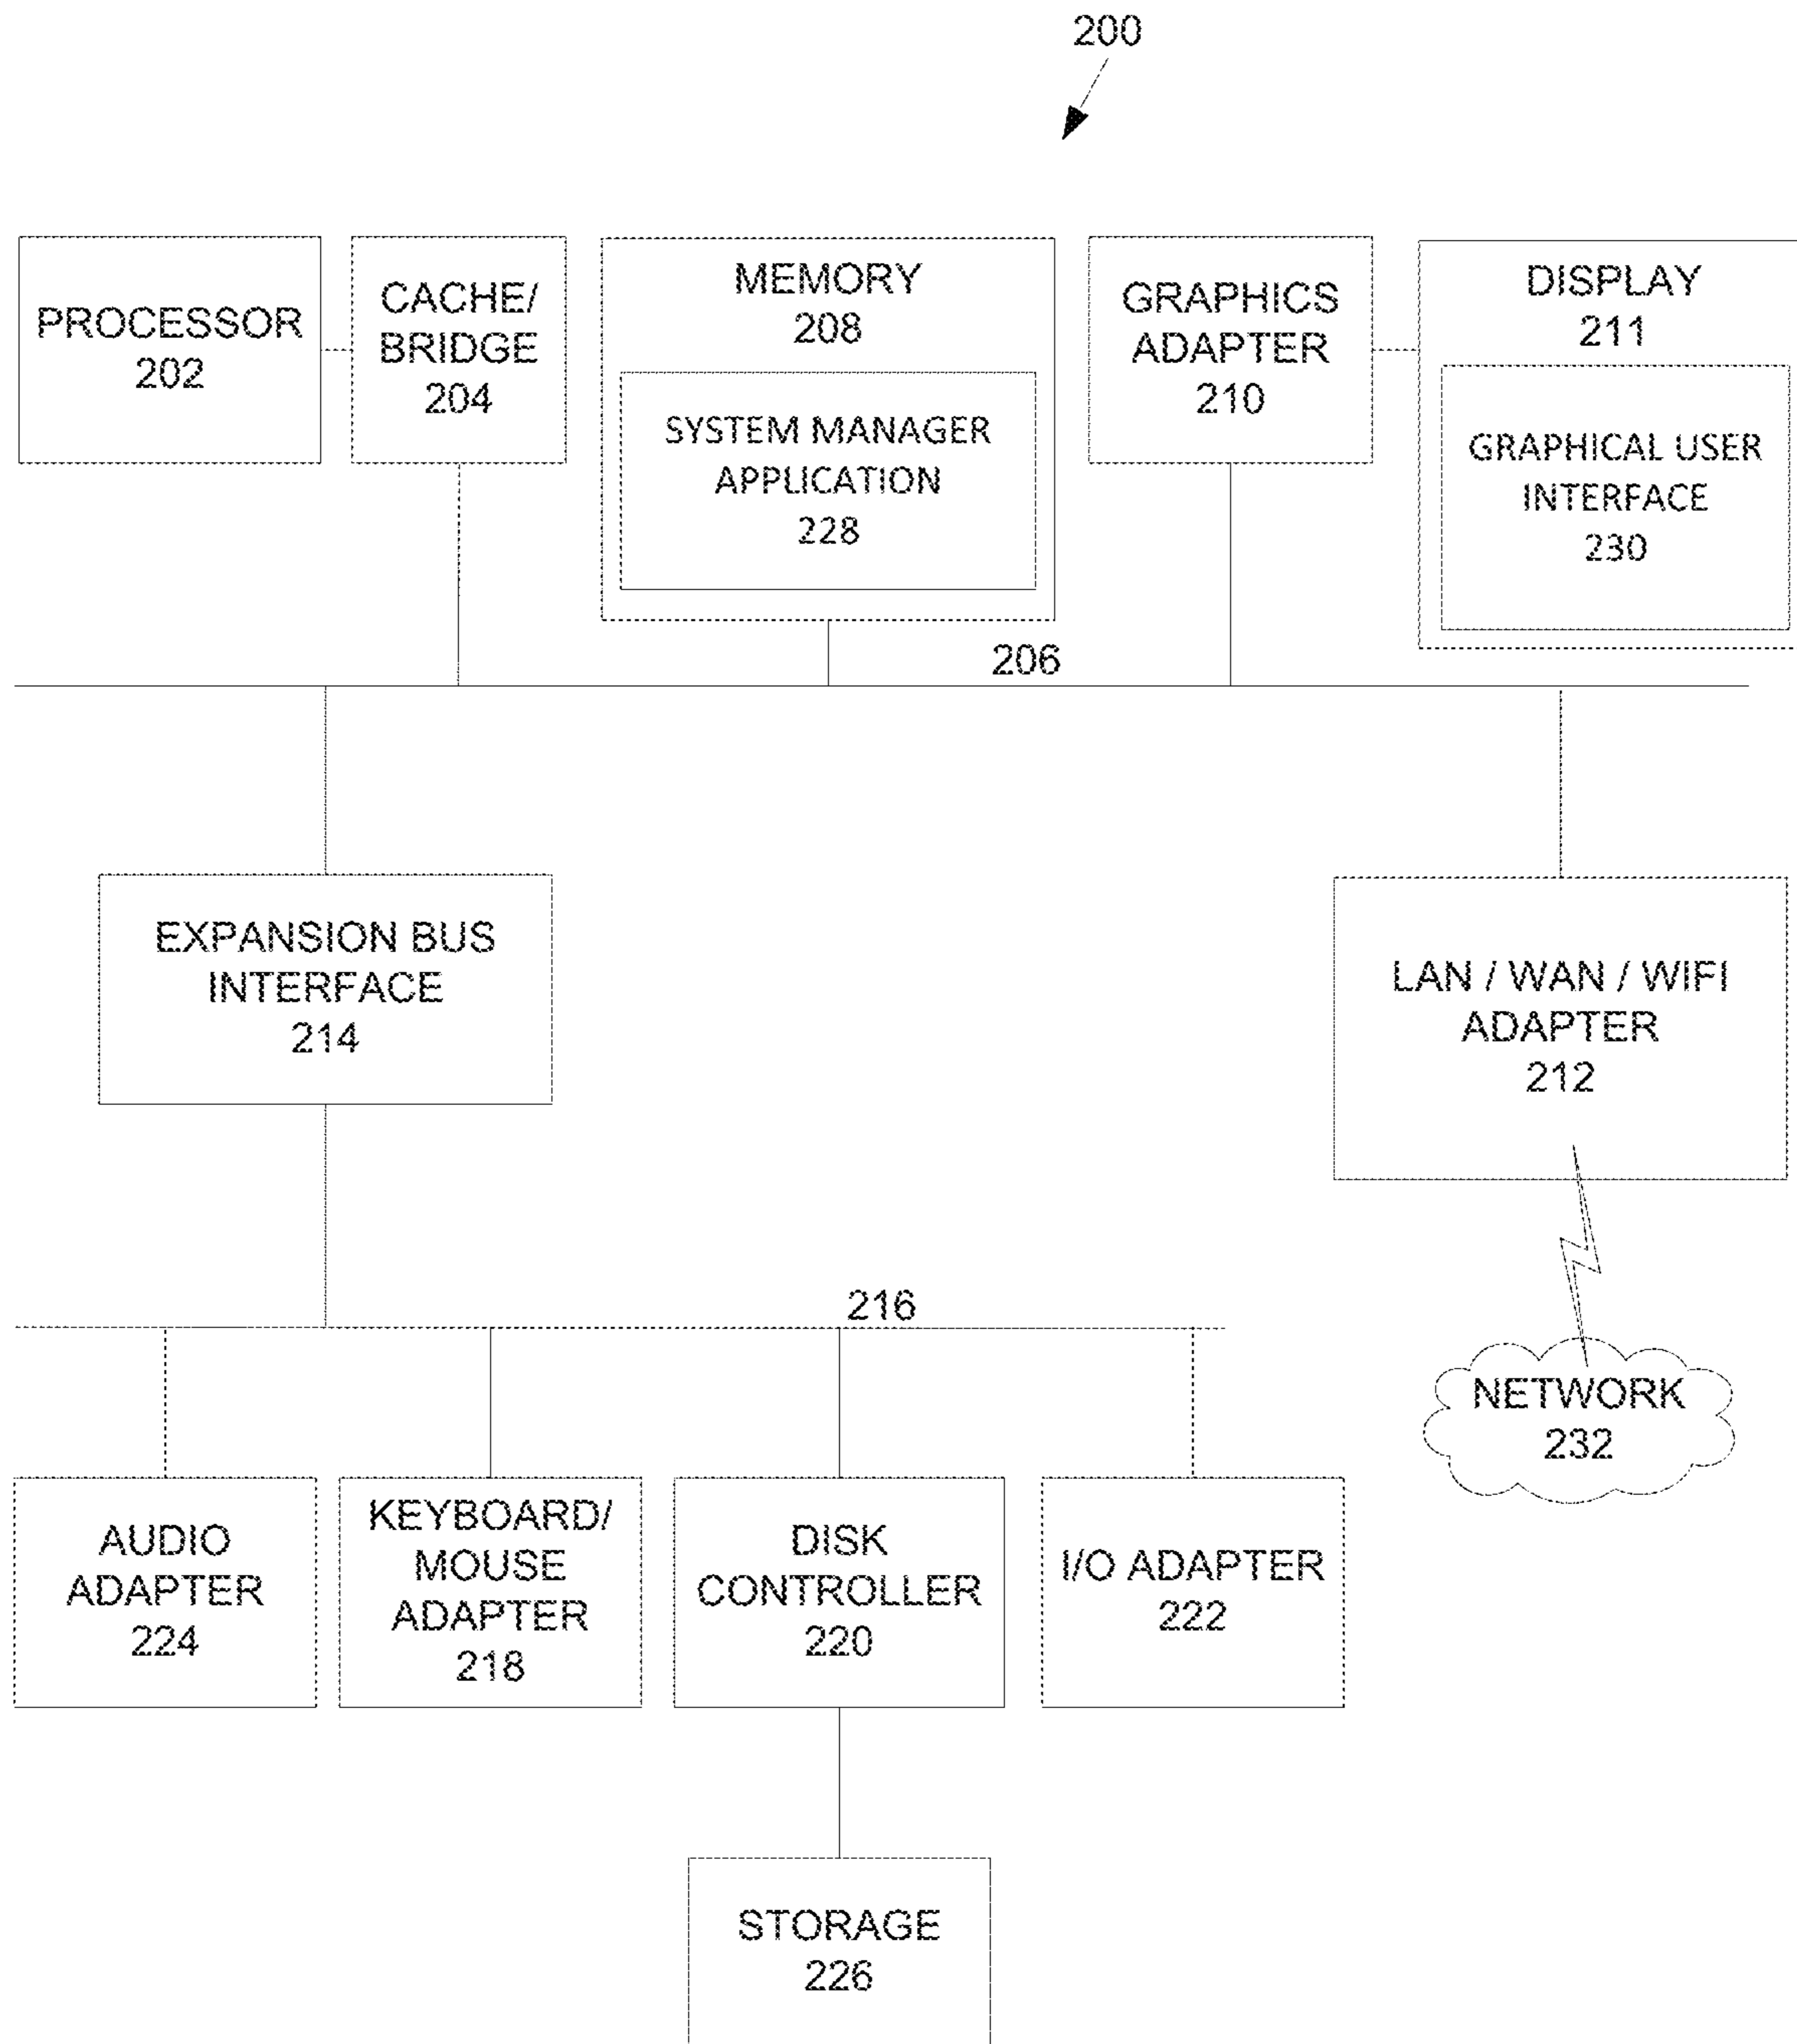 200
PROCESSOR
202
CACHE/
BRIDGE
204
MEMORY
208
SYSTEM MANAGER
APPLICATION
228
GRAPHICS
ADAPTER
210
DISPLAY
211
GRAPHICAL USER
INTERFACE
230
206
EXPANSION BUS
INTERFACE
214
LAN / WAN / WIFI
ADAPTER
212
216
NETWORK
232
AUDIO
ADAPTER
224
KEYBOARD/
MOUSE
ADAPTER
218
DISK
CONTROLLER
220
I/O ADAPTER
222
STORAGE
226